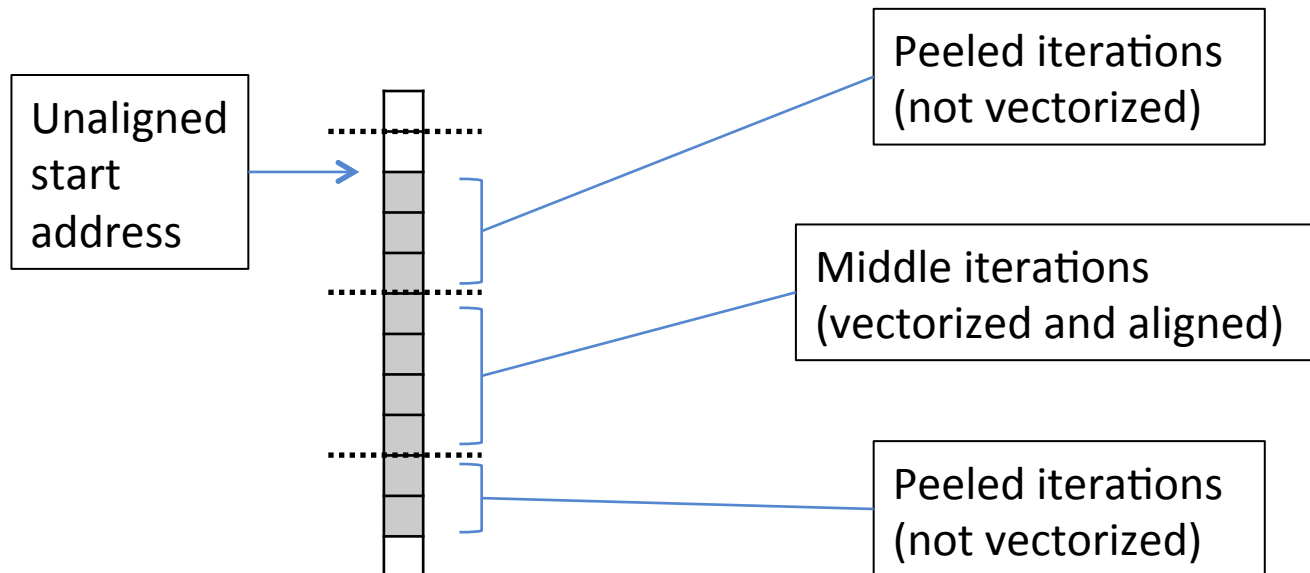 Unaligned
start
address
Peeled iterations
(not vectorized)
Middle iterations
(vectorized and aligned)
Peeled iterations
(not vectorized)